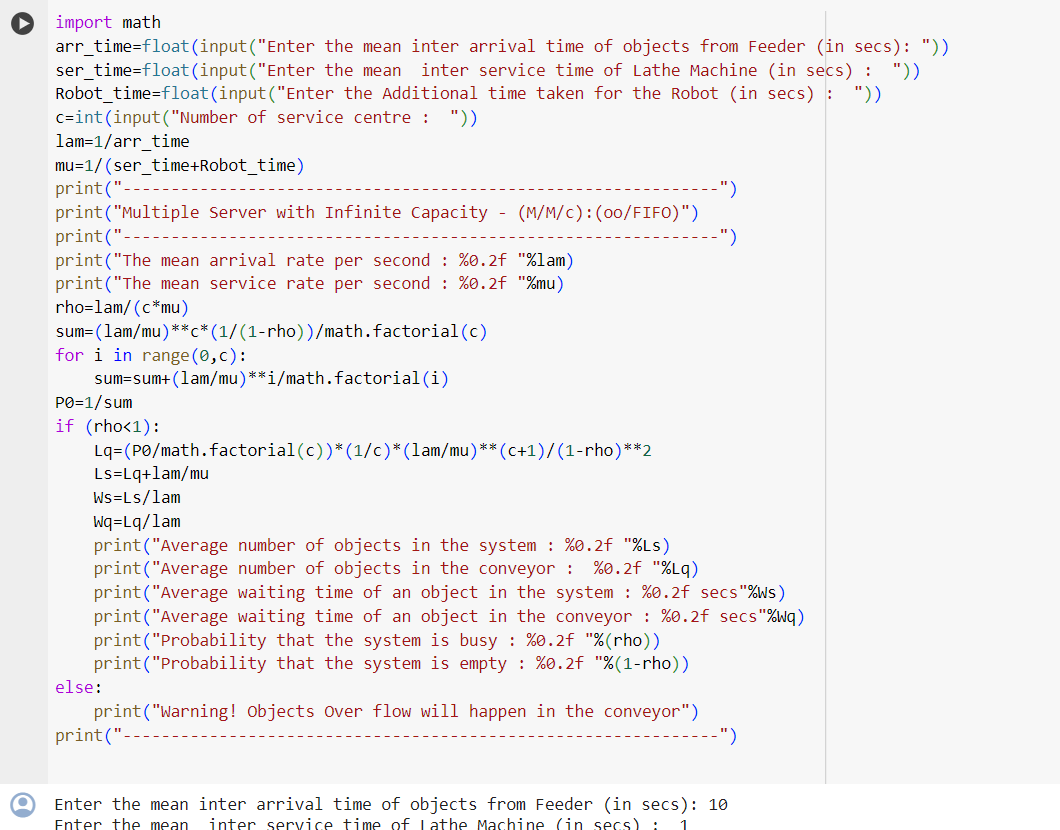 import math
arr_time=float(input("Enter the mean inter arrival time of objects from Feeder (in secs): "))
ser_time=float(input("Enter the mean  inter service time of Lathe Machine (in secs) :  "))
Robot_time=float(input("Enter the Additional time taken for the Robot (in secs) :  "))
c=int(input("Number of service centre :  "))
lam=1/arr_time
mu=1/(ser_time+Robot_time)
print("--------------------------------------------------------------")
print("Multiple Server with Infinite Capacity - (M/M/c):(oo/FIFO)")
print("--------------------------------------------------------------")
print("The mean arrival rate per second : %0.2f "%lam)
print("The mean service rate per second : %0.2f "%mu)
rho=lam/(c*mu)
sum=(lam/mu)**c*(1/(1-rho))/math.factorial(c)
for i in range(0,c):
    sum=sum+(lam/mu)**i/math.factorial(i)
P0=1/sum
if (rho<1):
    Lq=(P0/math.factorial(c))*(1/c)*(lam/mu)**(c+1)/(1-rho)**2
    Ls=Lq+lam/mu
    Ws=Ls/lam
    Wq=Lq/lam
    print("Average number of objects in the system : %0.2f "%Ls)
    print("Average number of objects in the conveyor :  %0.2f "%Lq)
    print("Average waiting time of an object in the system : %0.2f secs"%Ws)
    print("Average waiting time of an object in the conveyor : %0.2f secs"%Wq)
    print("Probability that the system is busy : %0.2f "%(rho))
    print("Probability that the system is empty : %0.2f "%(1-rho))
else:
    print("Warning! Objects Over flow will happen in the conveyor")
print("--------------------------------------------------------------")
Enter the mean inter arrival time of objects from Feeder (in secs): 10
Enter the mean  inter service time of Lathe Machine (in secs) :  1